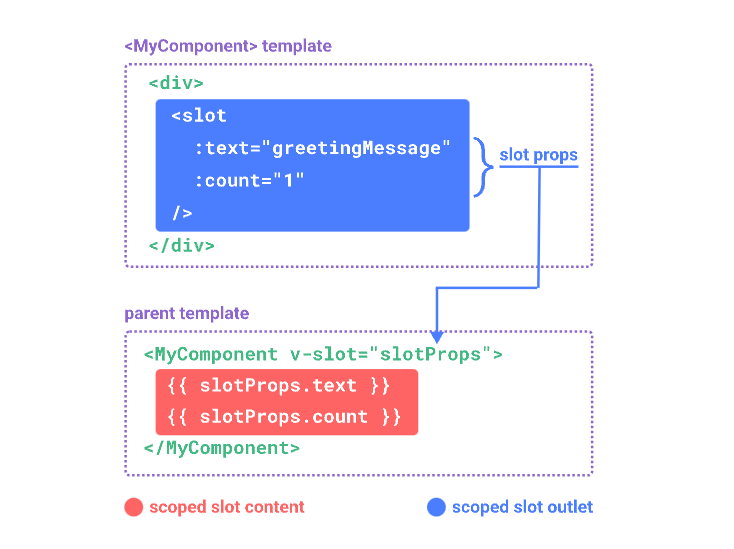 <MyComponent> template
<div>
<slot
:text="greetingMessage"
:count="1"
/>
slot props
</div>
parent template
<MyComponent v-slot="slotProps">
{{ slotProps.text }}
{{ slotProps.count }}
</MyComponent>
scoped slot content
scoped slot outlet